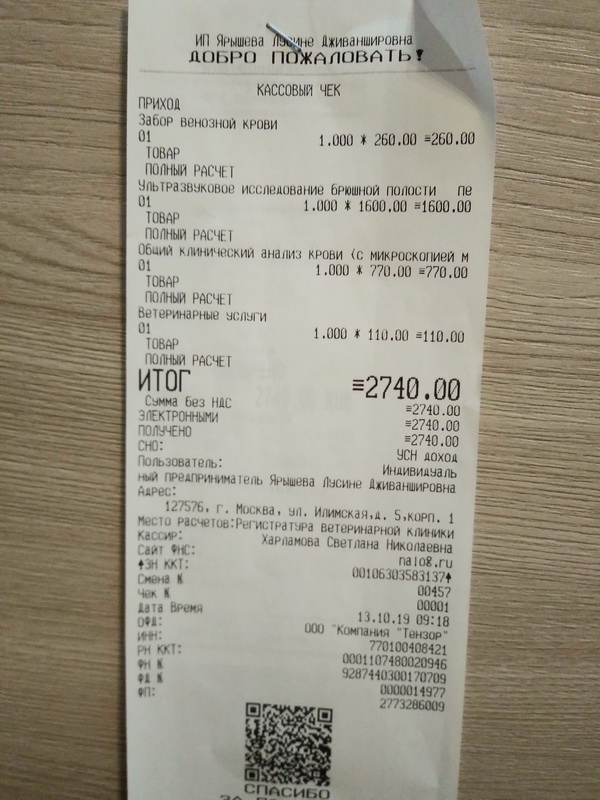 ИП Ярышева Лусине Дживаншировна
ДОБРО ПОЖАЛОВАТЬ!
КАССОВЫЙ ЧЕК
ПРИХОД
Забор венозной крови
01 1.000 * 260.00 ≡260.00
ТОВАР
ПОЛНЫЙ РАСЧЕТ
Ультразвуковое исследование брюшной полости пе
01 1.000 * 1600.00 ≡1600.00
ТОВАР
ПОЛНЫЙ РАСЧЕТ
Общий клинический анализ крови (с микроскопией м
01 1.000 * 770.00 ≡770.00
ТОВАР
ПОЛНЫЙ РАСЧЕТ
Ветеринарные услуги
01 1.000 * 110.00 ≡110.00
ТОВАР
ПОЛНЫЙ РАСЧЕТ
ИТОГ ≡2740.00
Сумма без НДС ≡2740.00
ЭЛЕКТРОННЫМИ ≡2740.00
ПОЛУЧЕНО ≡2740.00
СНО: УСН доход
Пользователь: Индивидуаль
ный предприниматель Ярышева Лусине Дживаншировна
Адрес:
127576, г. Москва, ул. Илимская,д. 5,корп. 1
Место расчетов:Регистратура ветеринарной клиники
Кассир: Харламова Светлана Николаевна
Сайт ФНС: nalog.ru
ЗН ККТ: 00106303583137
Смена № 00457
Чек № 00001
Дата Время 13.10.19 09:18
ОФД: ООО "Компания "Тензор"
ИНН: 770100408421
РН ККТ: 0001107480020946
ФН № 9287440300170709
ФД № 0000014977
ФП: 2773286009
СПАСИБО